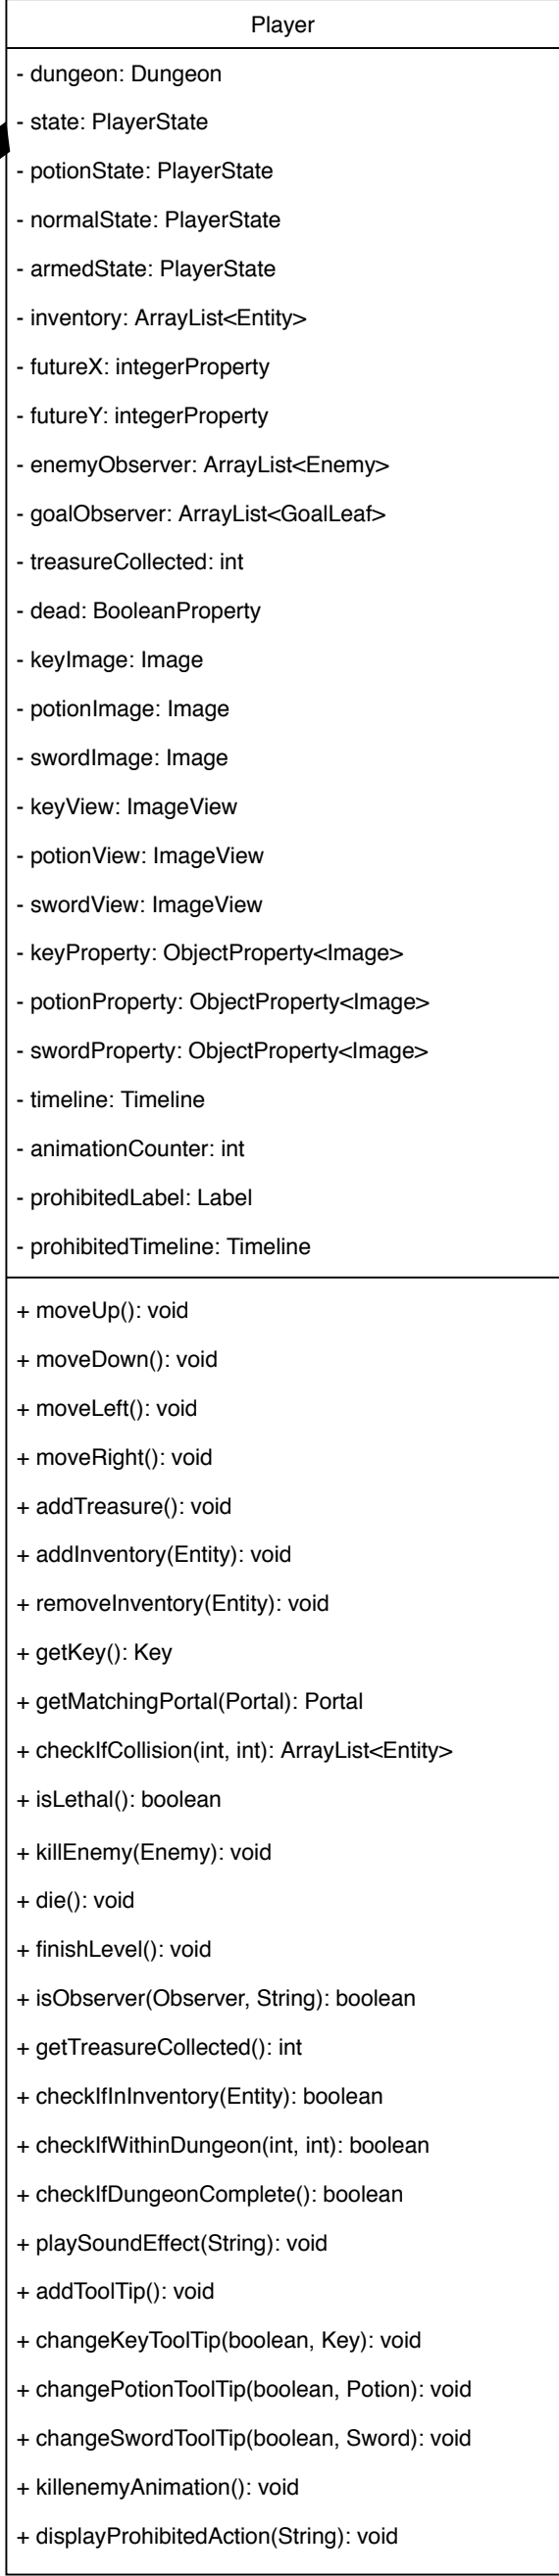 Player
- dungeon: Dungeon
- state: PlayerState
- potionState: PlayerState
- normalState: PlayerState
- armedState: PlayerState
- inventory: ArrayList<Entity>
- futureX: integerProperty
- futureY: integerProperty
- enemyObserver: ArrayList<Enemy>
- goalObserver: ArrayList<GoalLeaf>
- treasureCollected: int
- dead: BooleanProperty
- keyImage: Image
- potionImage: Image
- swordImage: Image
- keyView: ImageView
- potionView: ImageView
- swordView: ImageView
- keyProperty: ObjectProperty<Image>
- potionProperty: ObjectProperty<Image>
- swordProperty: ObjectProperty<Image>
- timeline: Timeline
- animationCounter: int
- prohibitedLabel: Label
- prohibitedTimeline: Timeline
+ moveUp(): void
+ moveDown(): void
+ moveLeft(): void
+ moveRight(): void
+ addTreasure(): void
+ addInventory(Entity): void
+ removeInventory(Entity): void
+ getKey(): Key
+ getMatchingPortal(Portal): Portal
+ checkIfCollision(int, int): ArrayList<Entity>
+ isLethal(): boolean
+ killEnemy(Enemy): void
+ die(): void
+ finishLevel(): void
+ isObserver(Observer, String): boolean
+ getTreasureCollected(): int
+ checkIfInInventory(Entity): boolean
+ checkIfWithinDungeon(int, int): boolean
+ checkIfDungeonComplete(): boolean
+ playSoundEffect(String): void
+ addToolTip(): void
+ changeKeyToolTip(boolean, Key): void
+ changePotionToolTip(boolean, Potion): void
+ changeSwordToolTip(boolean, Sword): void
+ killenemyAnimation(): void
+ displayProhibitedAction(String): void